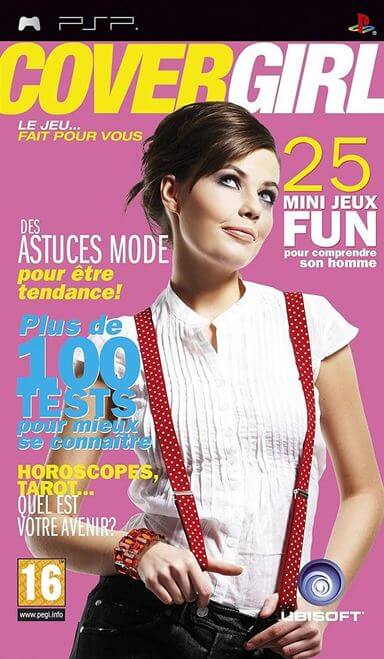 PSP
COVERGIRL
LE JEU...
FAIT POUR VOUS
25
MINI JEUX
FUN
pour comprendre
son homme
DES
ASTUCES MODE
pour être
tendance!
Plus de
100
TESTS
pour mieux
se connaître
HOROSCOPES,
TAROT...
QUEL EST
VOTRE AVENIR?
16
www.pegi.info
UBISOFT